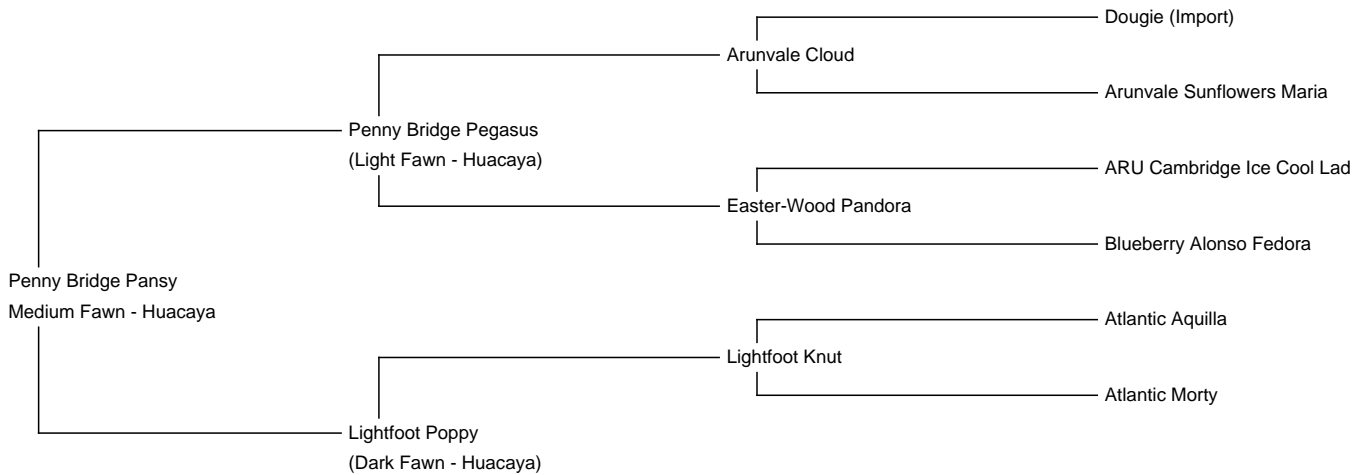 Dougie (Import)
Arunvale Cloud
Arunvale Sunflowers Maria
Penny Bridge Pegasus
(Light Fawn - Huacaya)
ARU Cambridge Ice Cool Lad
Easter-Wood Pandora
Blueberry Alonso Fedora
Penny Bridge Pansy
Medium Fawn - Huacaya
Atlantic Aquilla
Lightfoot Knut
Atlantic Morty
Lightfoot Poppy
(Dark Fawn - Huacaya)